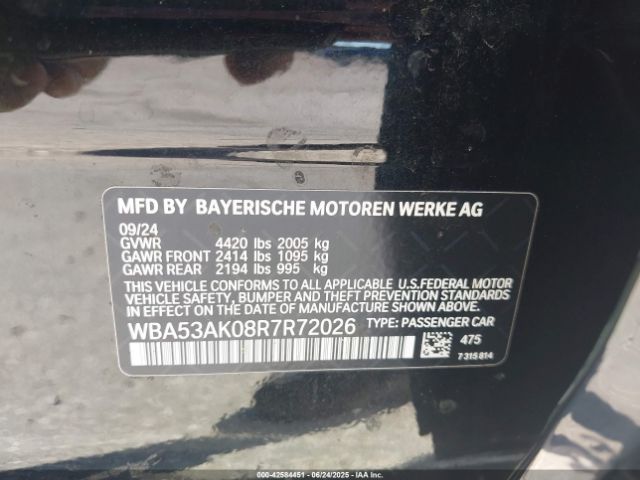 MFD BY BAYERISCHE MOTOREN WERKE AG
09/24
GVWR 4420 lbs 2005 kg
GAWR FRONT 2414 lbs 1095 kg
GAWR REAR 2194 lbs 995 kg
THIS VEHICLE CONFORMS TO ALL APPLICABLE U.S.FEDERAL MOTOR
VEHICLE SAFETY, BUMPER AND THEFT PREVENTION STANDARDS
IN EFFECT ON THE DATE OF MANUFACTURE SHOWN ABOVE.
WBA53AK08R7R72026 TYPE: PASSENGER CAR
475
7 315 814
000-42584451 - 06/24/2025 - IAA Inc.